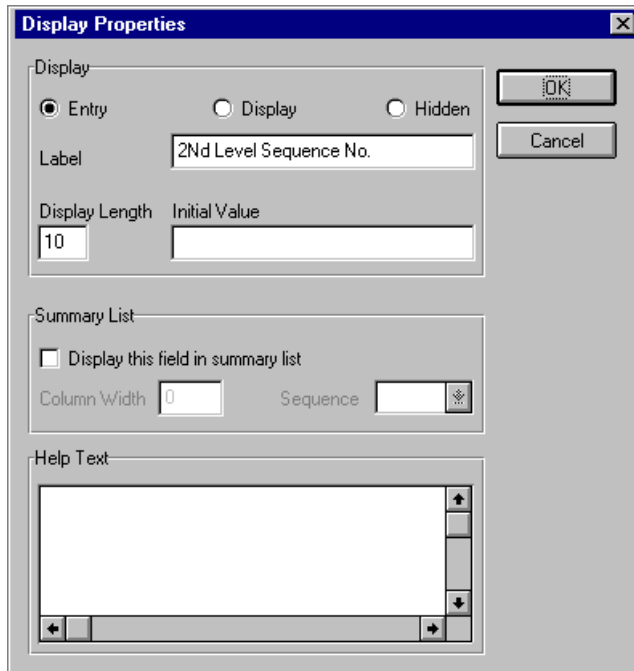 Display Properties
Display
OK
Entry Display Hidden
Cancel
Label 2Nd Level Sequence No.
Display Length Initial Value
10
Summary List
Display this field in summary list
Column Width 0 Sequence
Help Text